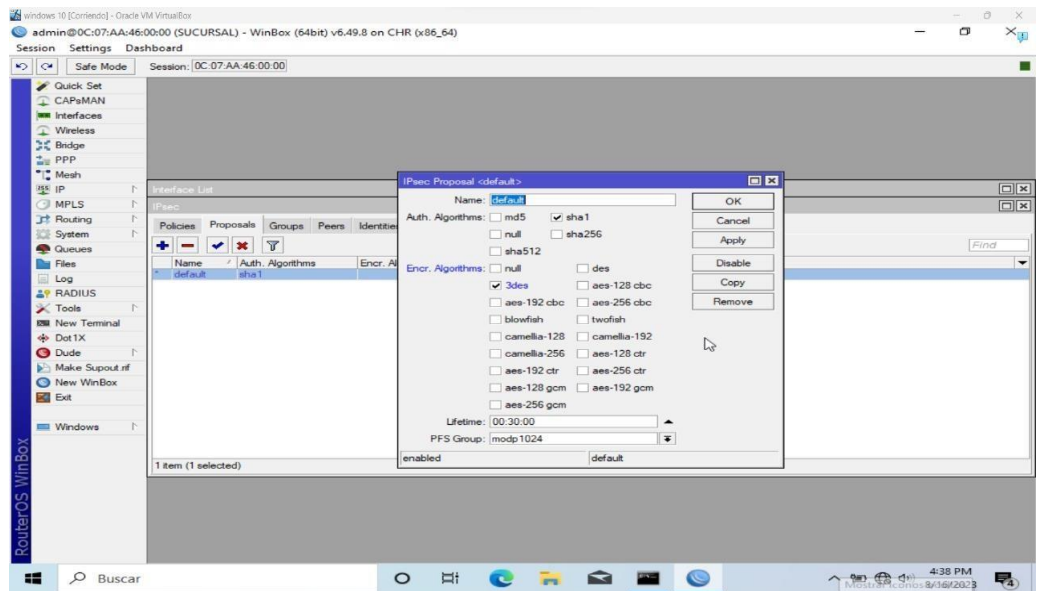 windows 10 [Corriendo] - Oracle VM VirtualBox
admin@0C:07:AA:46:00:00 (SUCURSAL) - WinBox (64bit) v6.49.8 on CHR (x86_64)
Session Settings Dashboard
Safe Mode Session: 0C:07:AA:46:00:00
Quick Set
CAPsMAN
Interfaces
Wireless
Bridge
PPP
Mesh
IP
MPLS
Routing
System
Queues
Files
Log
RADIUS
Tools
New Terminal
Dot1X
Dude
Make Supout.rif
New WinBox
Exit
Windows
RouterOS WinBox
Interface List
IPsec
Policies Proposals Groups Peers Identities
Find
Name Auth. Algorithms Encr. Al
* default sha1
1 item (1 selected)
IPsec Proposal <default>
Name: default
Auth. Algorithms: md5 sha1
null sha256
sha512
Encr. Algorithms: null des
3des aes-128 cbc
aes-192 cbc aes-256 cbc
blowfish twofish
camellia-128 camellia-192
camellia-256 aes-128 ctr
aes-192 ctr aes-256 ctr
aes-128 gcm aes-192 gcm
aes-256 gcm
Lifetime: 00:30:00
PFS Group: modp1024
enabled default
OK
Cancel
Apply
Disable
Copy
Remove
Buscar
4:38 PM
8/16/2023
Mostrar iconos
4